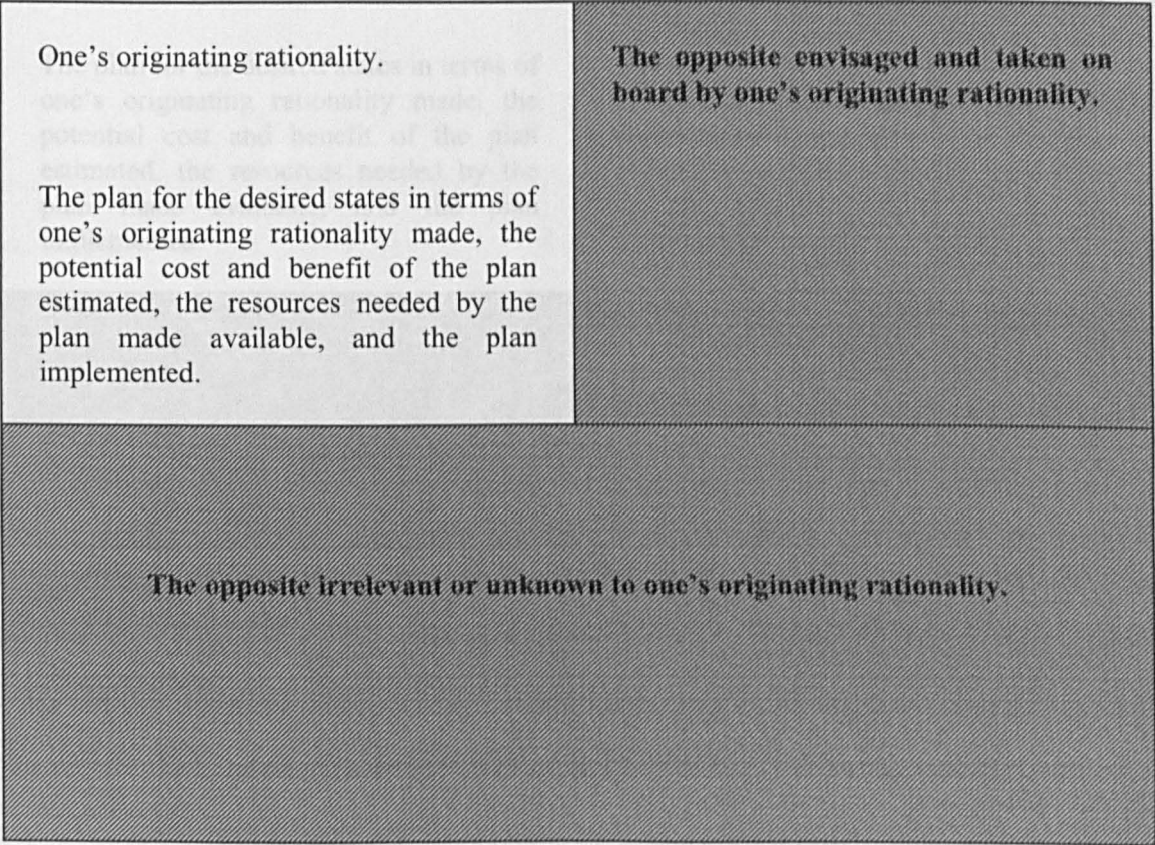 One's originating rationality.
The plan for the desired states in terms of
one's originating rationality made, the
potential cost and benefit of the plan
estimated, the resources needed by the
plan made available, and the plan
implemented.
The opposite envisaged and taken on
board by one's originating rationality.
The opposite irrelevant or unknown to one's originating rationality.